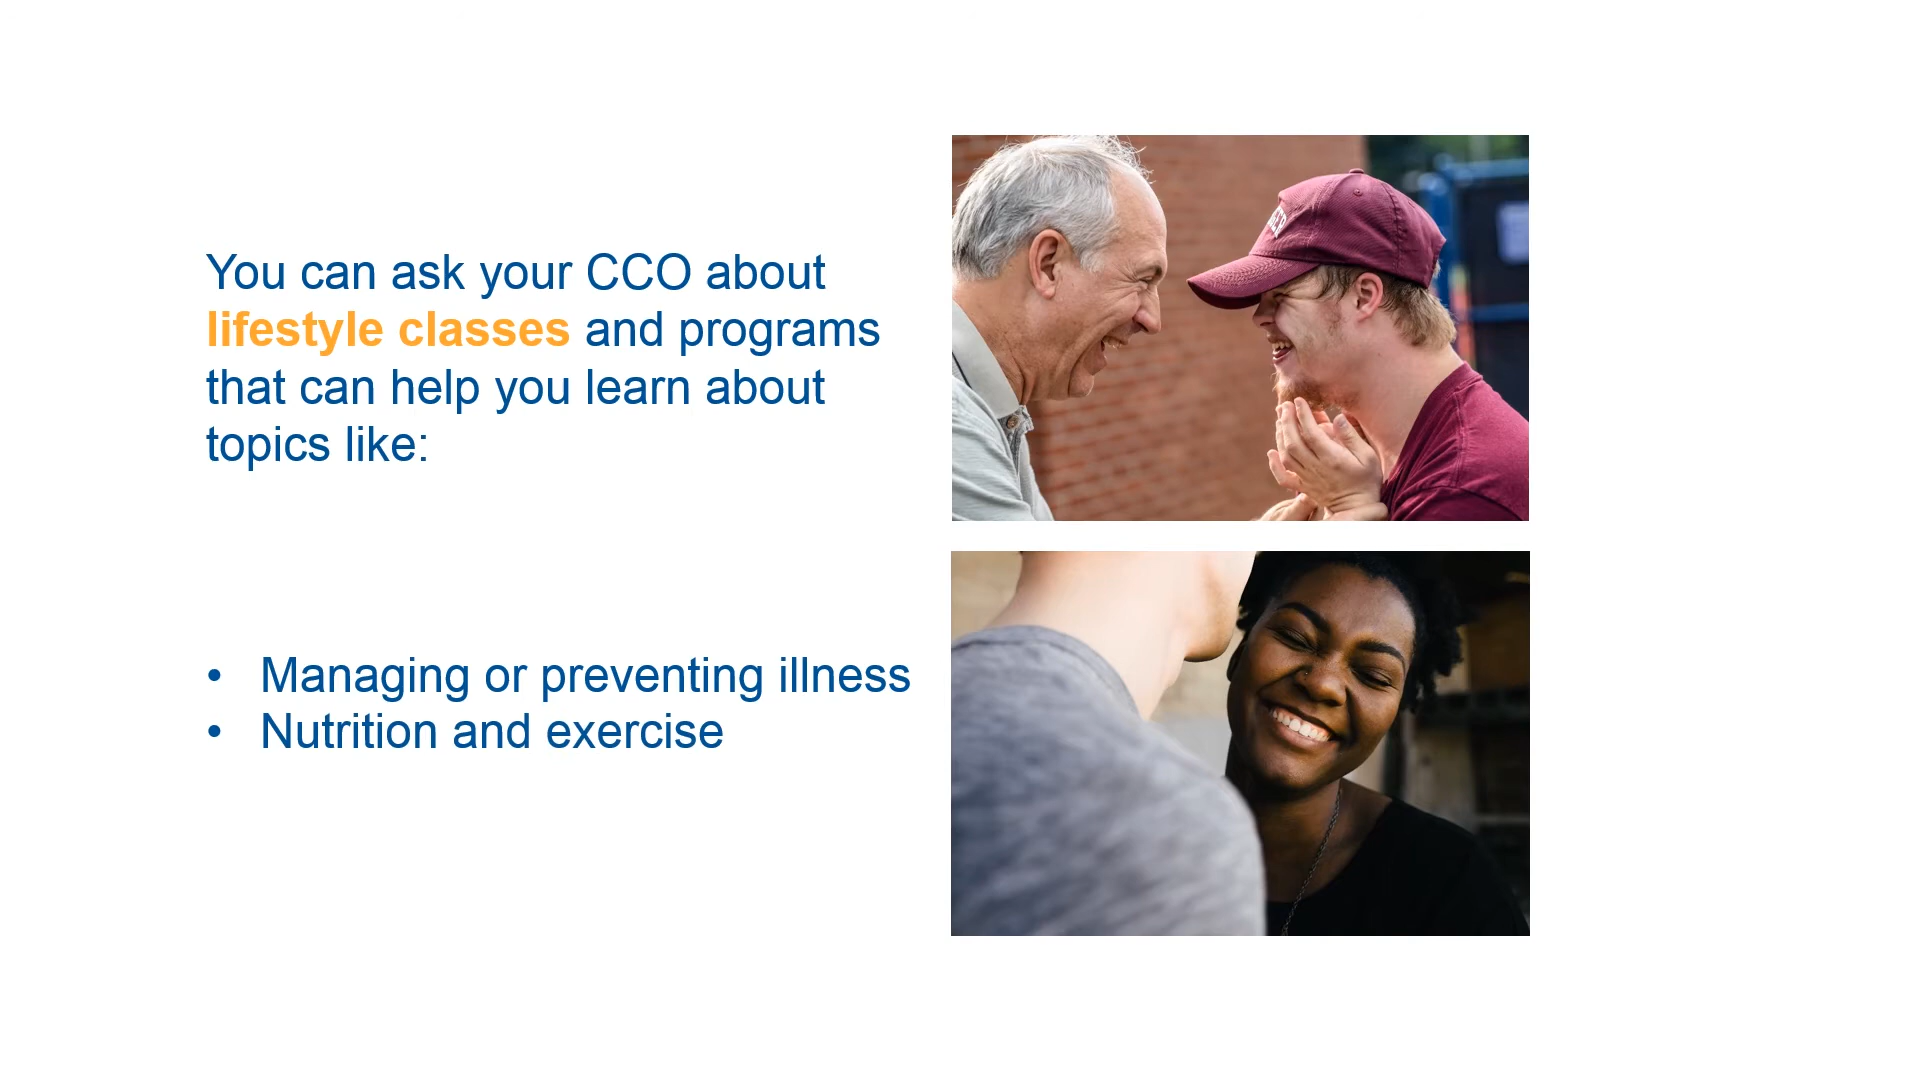 You can ask your CCO about
lifestyle classes and programs
that can help you learn about
topics like:
• Managing or preventing illness
• Nutrition and exercise